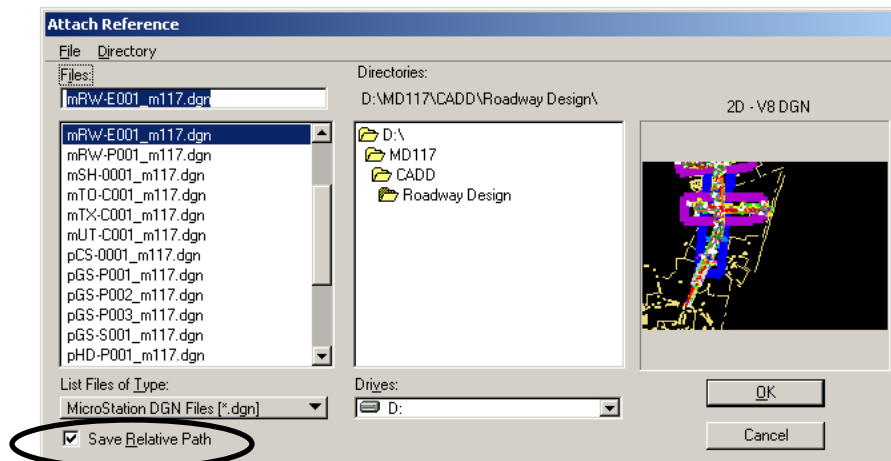 Attach Reference
File Directory
Files:
mRW-E001_m117.dgn
mRW-E001_m117.dgn
mRW-P001_m117.dgn
mSH-0001_m117.dgn
mTO-C001_m117.dgn
mTX-C001_m117.dgn
mUT-C001_m117.dgn
pCS-0001_m117.dgn
pGS-P001_m117.dgn
pGS-P002_m117.dgn
pGS-P003_m117.dgn
pGS-S001_m117.dgn
pHD-P001_m117.dgn
List Files of Type:
MicroStation DGN Files [*.dgn]
Save Relative Path
Directories:
D:\MD117\CADD\Roadway Design\
D:\
MD117
CADD
Roadway Design
Drives:
D:
2D - V8 DGN
OK
Cancel